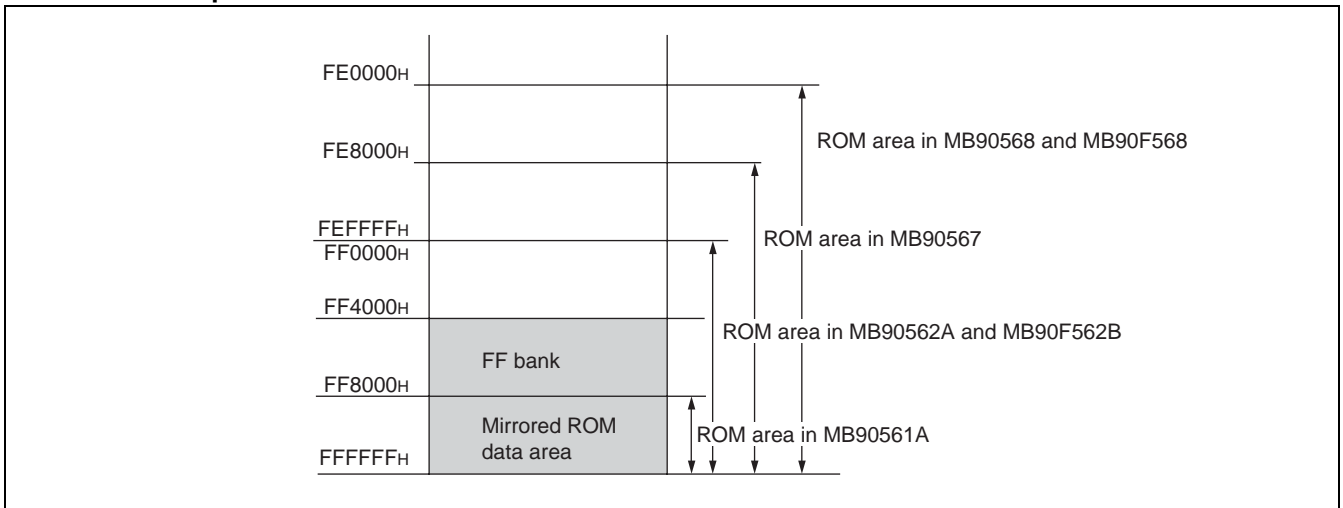 FE0000H
ROM area in MB90568 and MB90F568
FE8000H
FEFFFFH
ROM area in MB90567
FF0000H
FF4000H
ROM area in MB90562A and MB90F562B
FF bank
FF8000H
Mirrored ROM
data area
ROM area in MB90561A
FFFFFFH